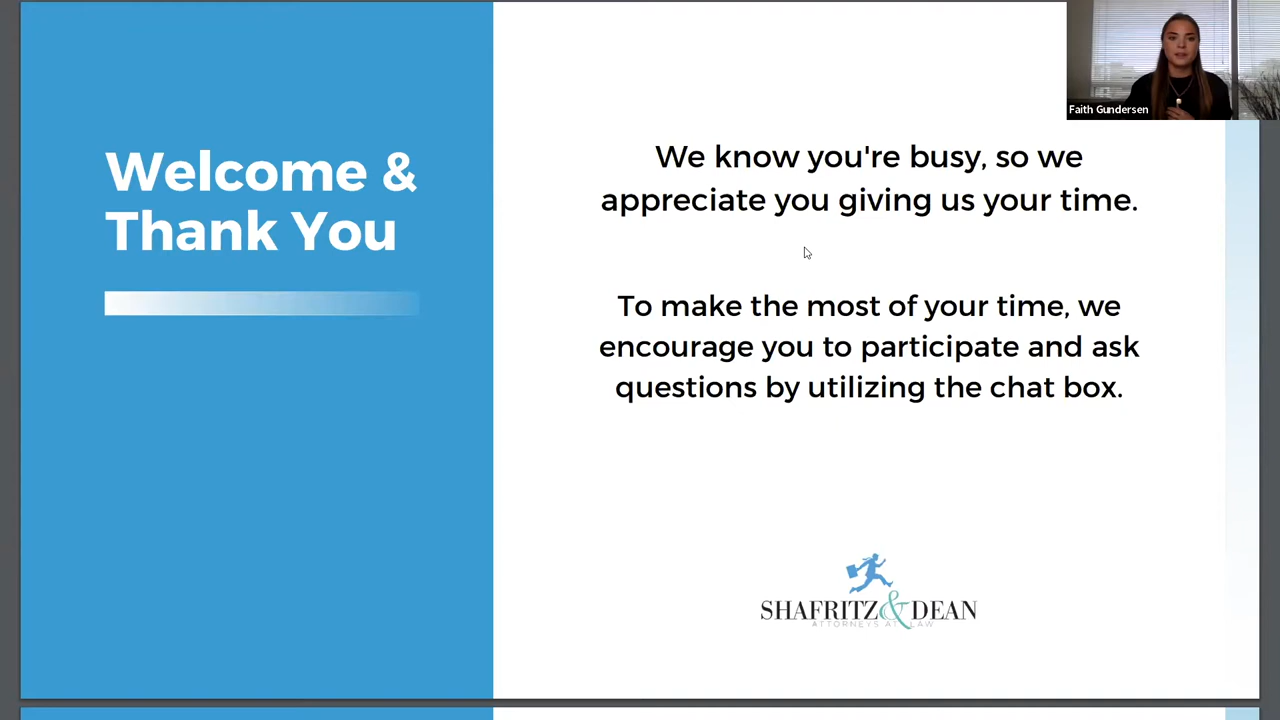 Faith Gundersen
Welcome &
Thank You
We know you're busy, so we
appreciate you giving us your time.
To make the most of your time, we
encourage you to participate and ask
questions by utilizing the chat box.
SHAFRITZ & DEAN
ATTORNEYS AT LAW